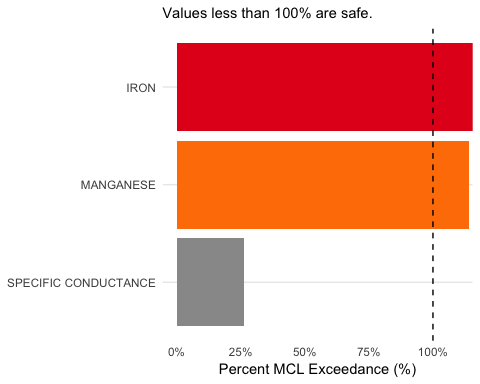 Values less than 100% are safe.
IRON
MANGANESE
SPECIFIC CONDUCTANCE
0% 25% 50% 75% 100%
Percent MCL Exceedance (%)